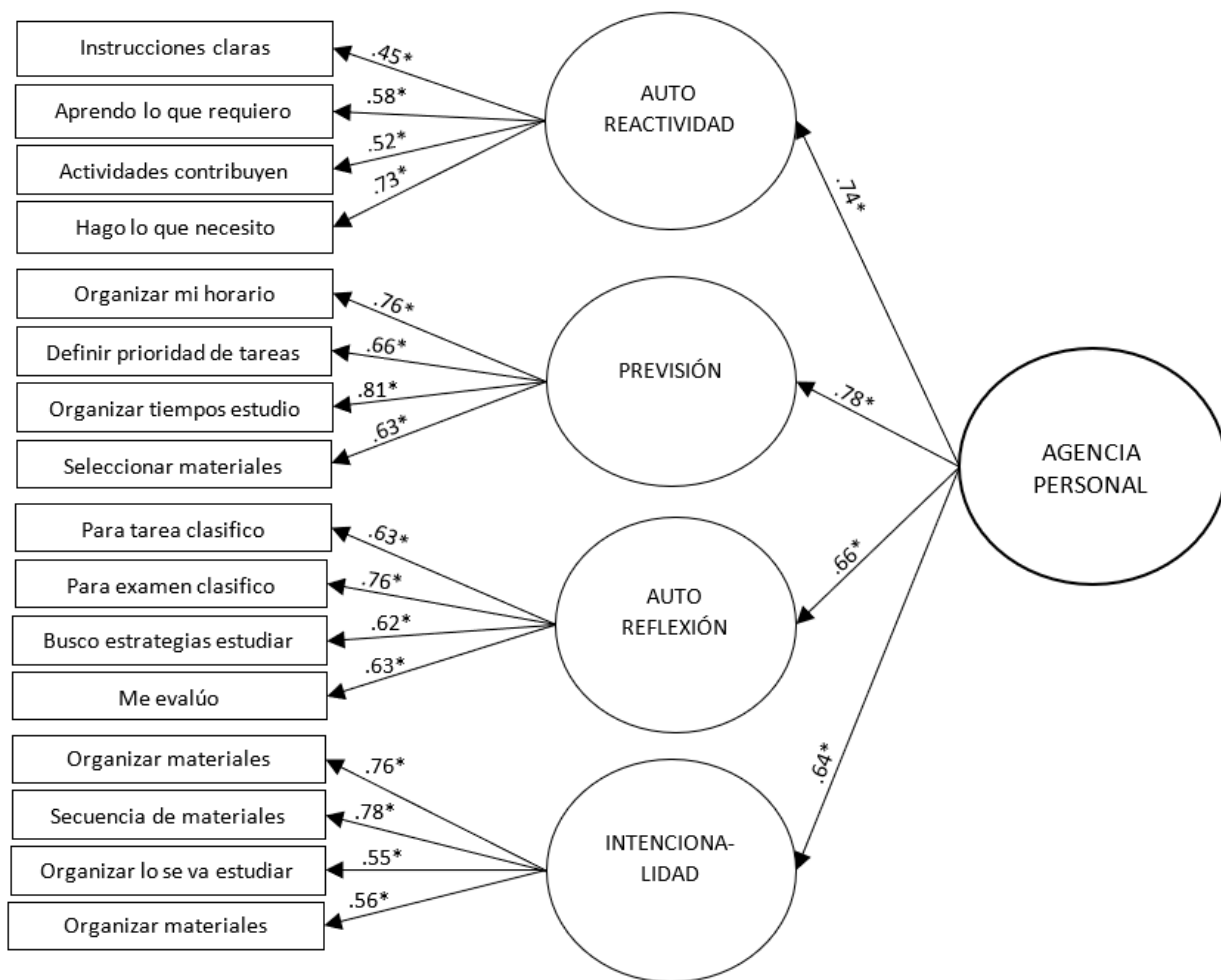 Instrucciones claras
Aprendo lo que requiero
Actividades contribuyen
Hago lo que necesito
.45*
.58*
.52*
.73*
AUTO
REACTIVIDAD
.74*
Organizar mi horario
Definir prioridad de tareas
Organizar tiempos estudio
Seleccionar materiales
.76*
.66*
.81*
.63*
PREVISIÓN
.78*
AGENCIA
PERSONAL
Para tarea clasifico
Para examen clasifico
Busco estrategias estudiar
Me evalúo
.63*
.76*
.62*
.63*
AUTO
REFLEXIÓN
.66*
Organizar materiales
Secuencia de materiales
Organizar lo se va estudiar
Organizar materiales
.76*
.78*
.55*
.56*
INTENCIONA-
LIDAD
.64*